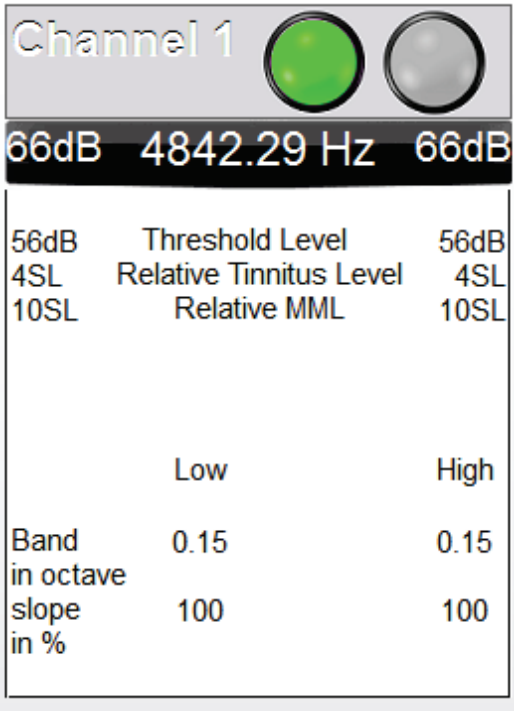 Channel 1
66dB 4842.29 Hz 66dB
56dB Threshold Level 56dB
4SL Relative Tinnitus Level 4SL
10SL Relative MML 10SL
Low High
Band 0.15 0.15
in octave
slope 100 100
in %